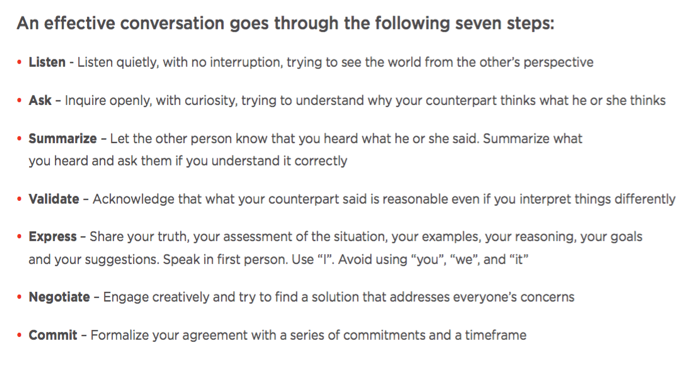 An effective conversation goes through the following seven steps:
• Listen - Listen quietly, with no interruption, trying to see the world from the other's perspective
• Ask – Inquire openly, with curiosity, trying to understand why your counterpart thinks what he or she thinks
• Summarize – Let the other person know that you heard what he or she said. Summarize what
you heard and ask them if you understand it correctly
• Validate – Acknowledge that what your counterpart said is reasonable even if you interpret things differently
• Express – Share your truth, your assessment of the situation, your examples, your reasoning, your goals
and your suggestions. Speak in first person. Use “I”. Avoid using “you”, “we”, and “it”
• Negotiate – Engage creatively and try to find a solution that addresses everyone's concerns
• Commit – Formalize your agreement with a series of commitments and a timeframe